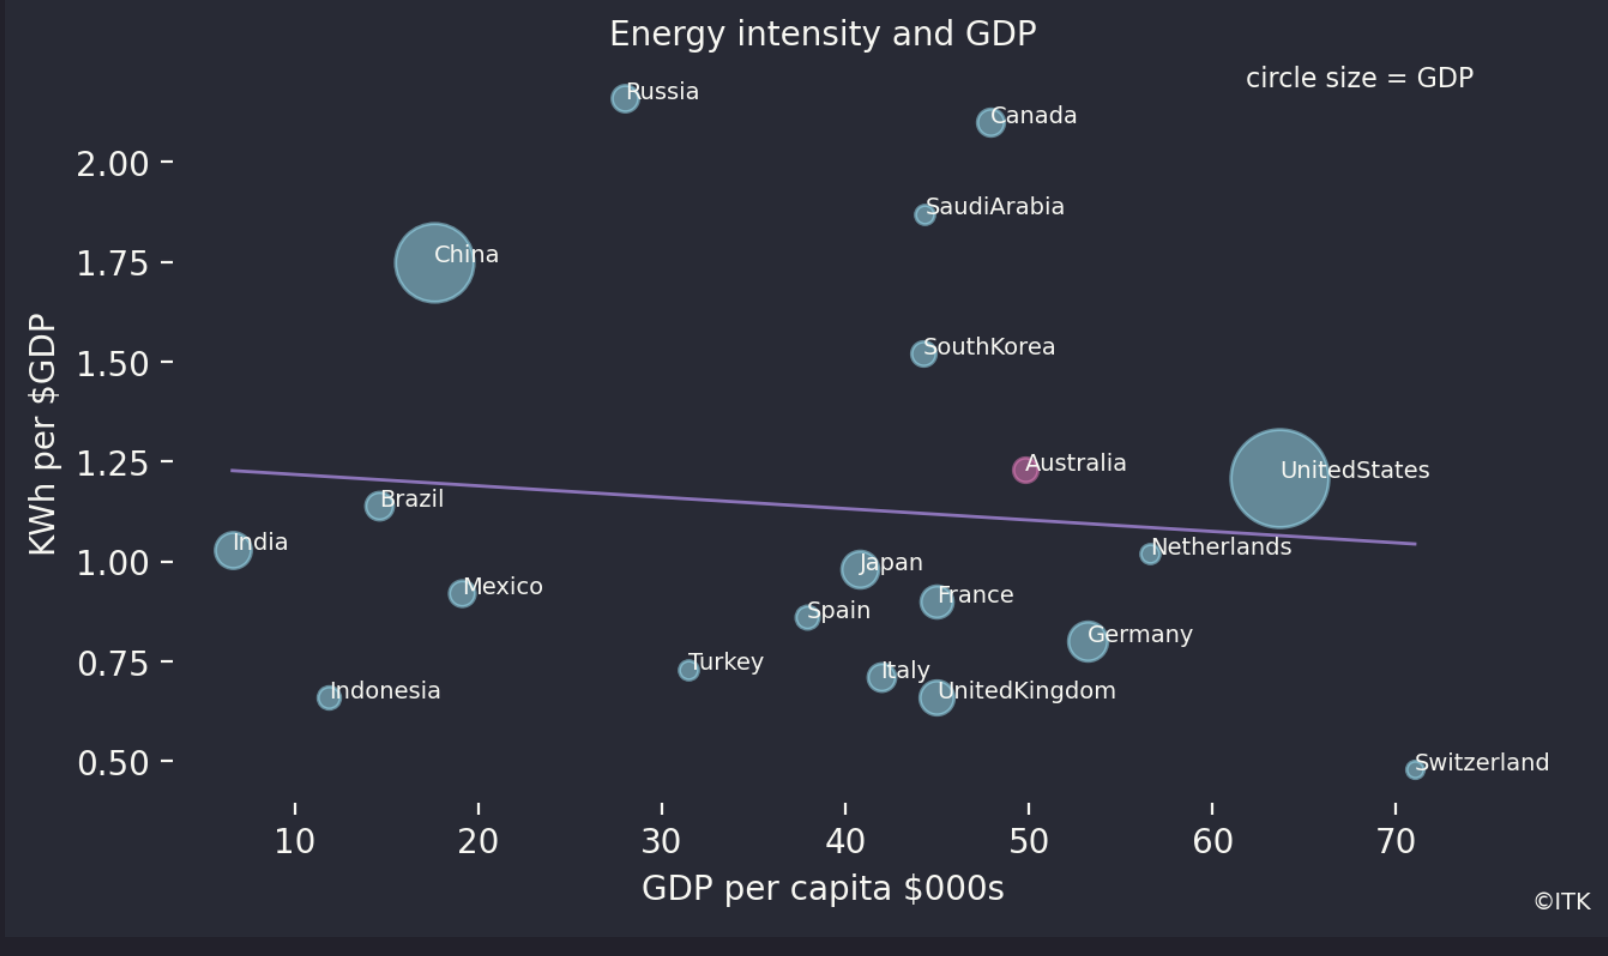 Energy intensity and GDP
circle size = GDP
Russia
Canada
2.00
SaudiArabia
China
1.75
KWh per $GDP
SouthKorea
1.50
Australia
UnitedStates
1.25
Brazil
India
Netherlands
1.00
Japan
Mexico
France
Spain
Germany
Turkey
Italy
0.75
Indonesia
UnitedKingdom
0.50
Switzerland
10 20 30 40 50 60 70
GDP per capita $000s
©ITK